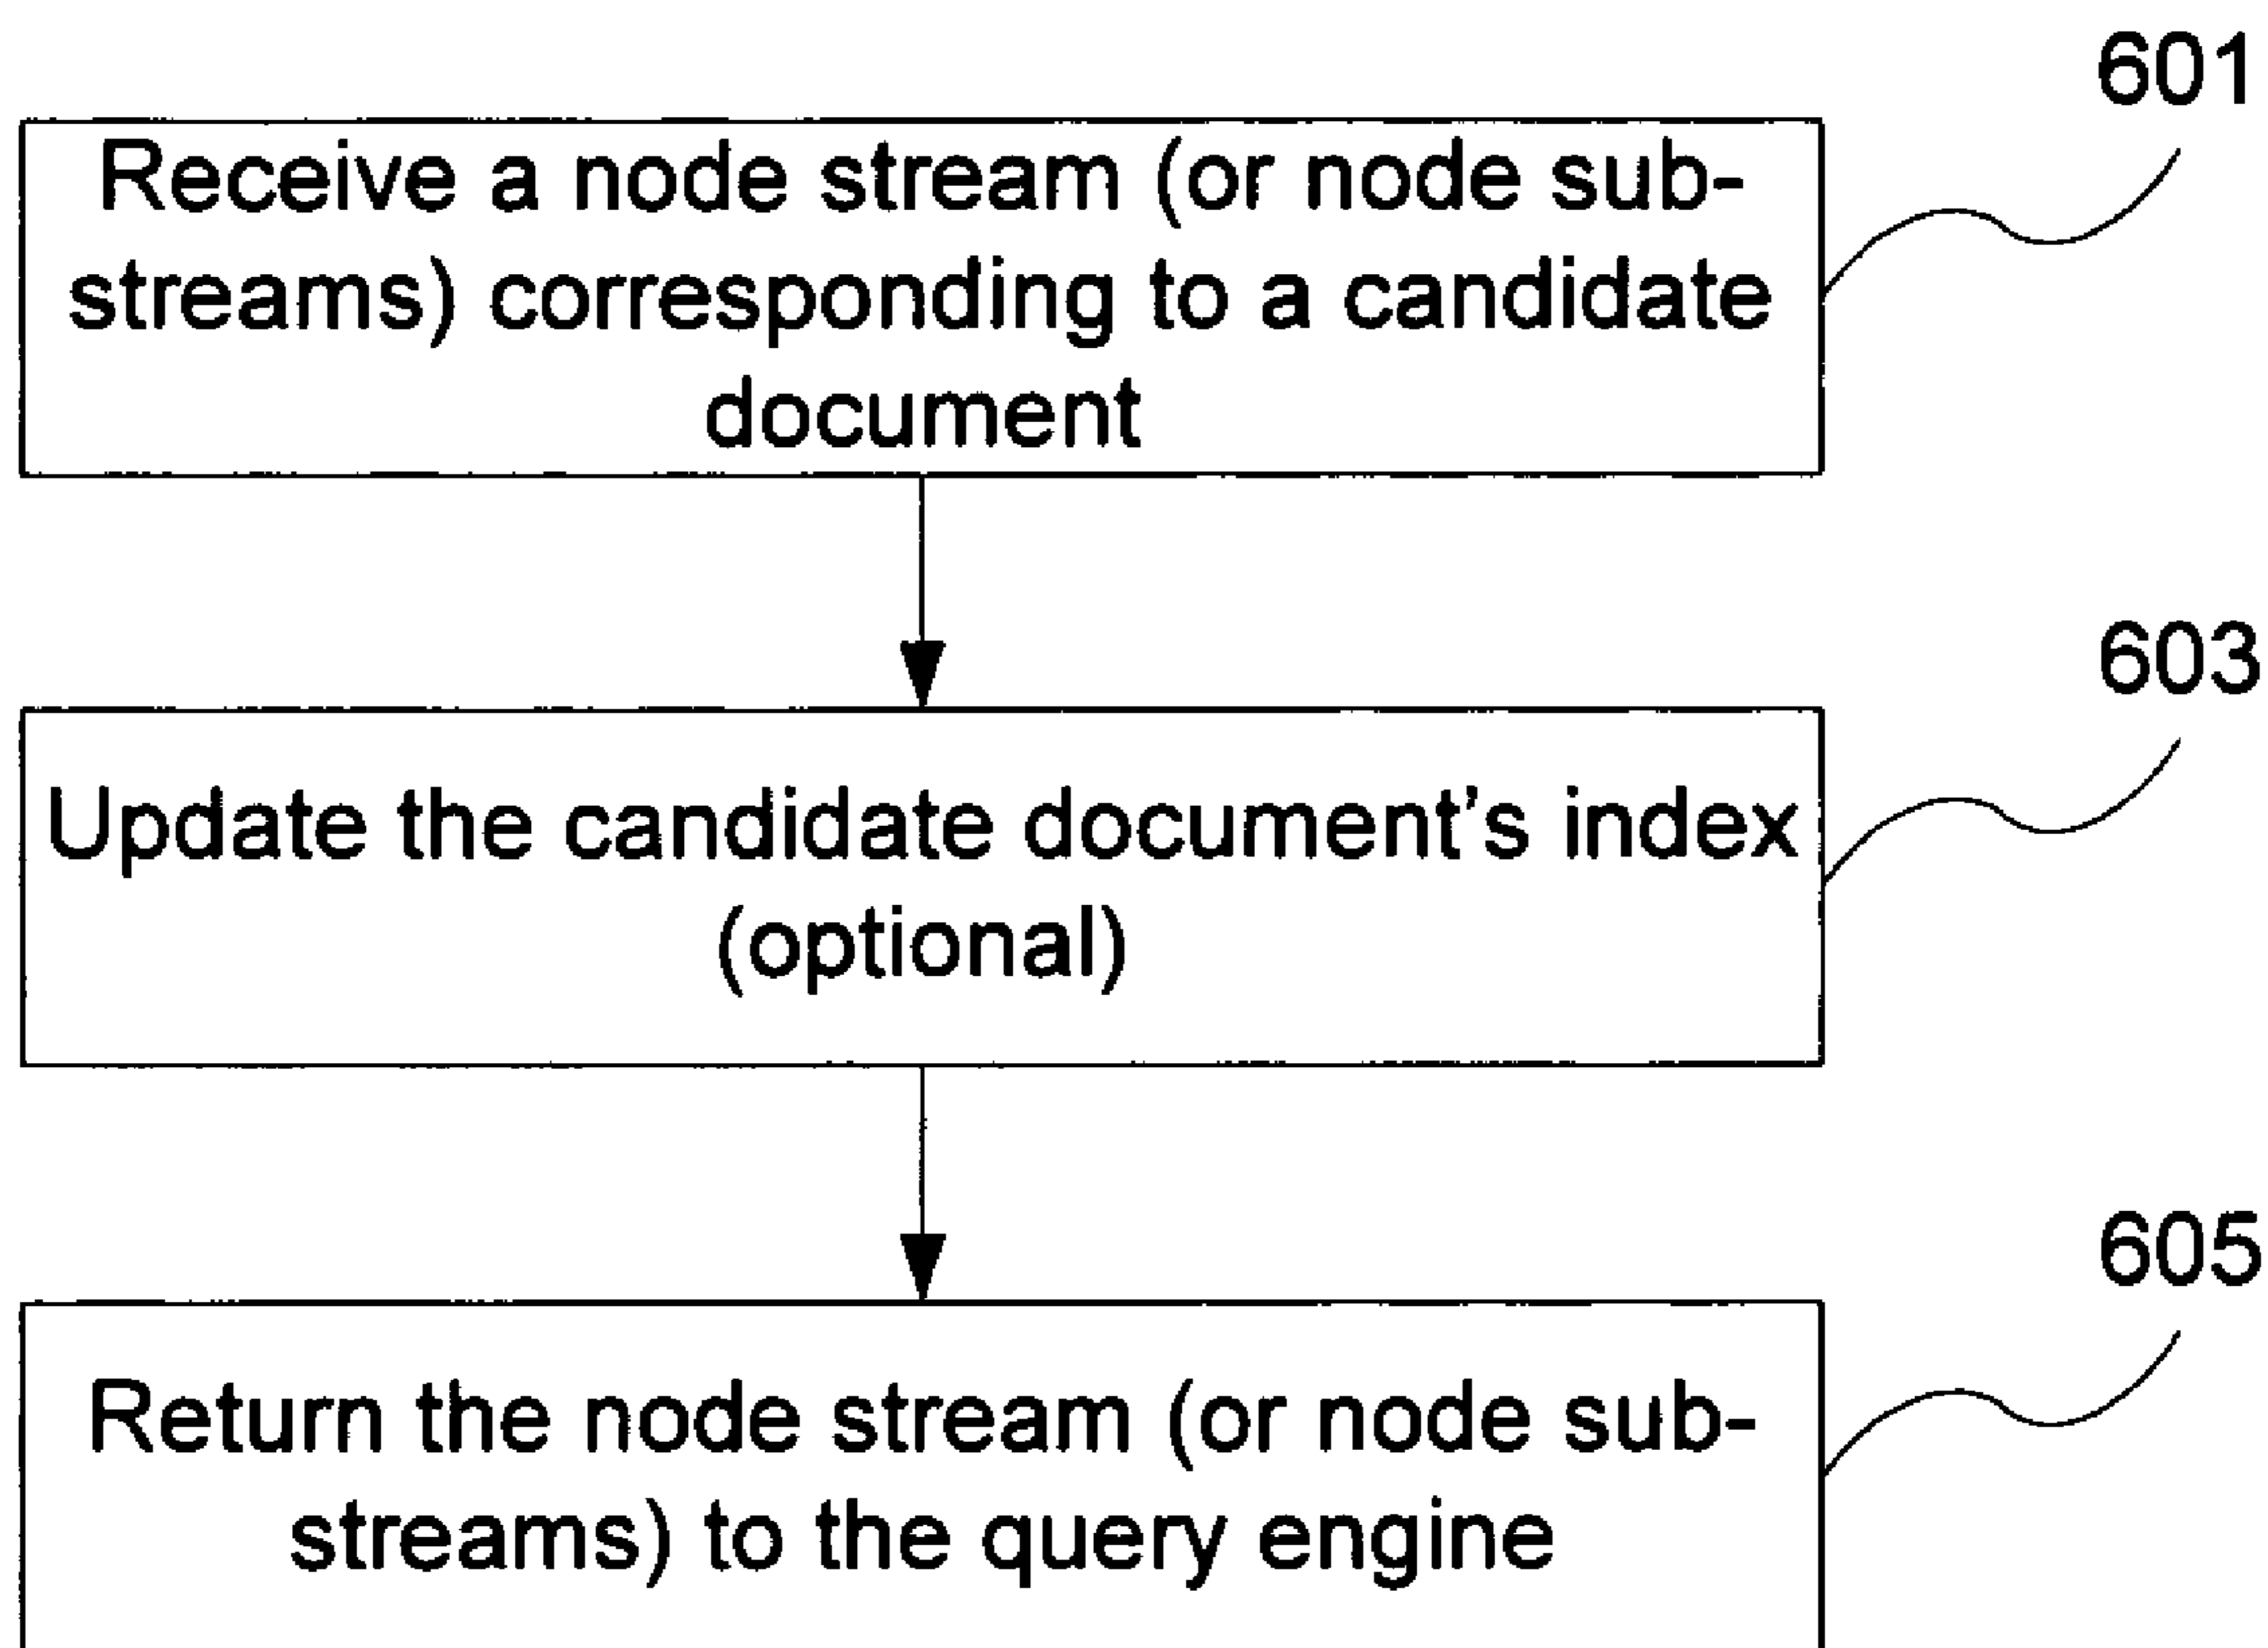 601
Receive a node stream (or node sub-
streams) corresponding to a candidate
document
603
Update the candidate document’s index
(optional)
605
Return the node stream (or node sub-
streams) to the query engine